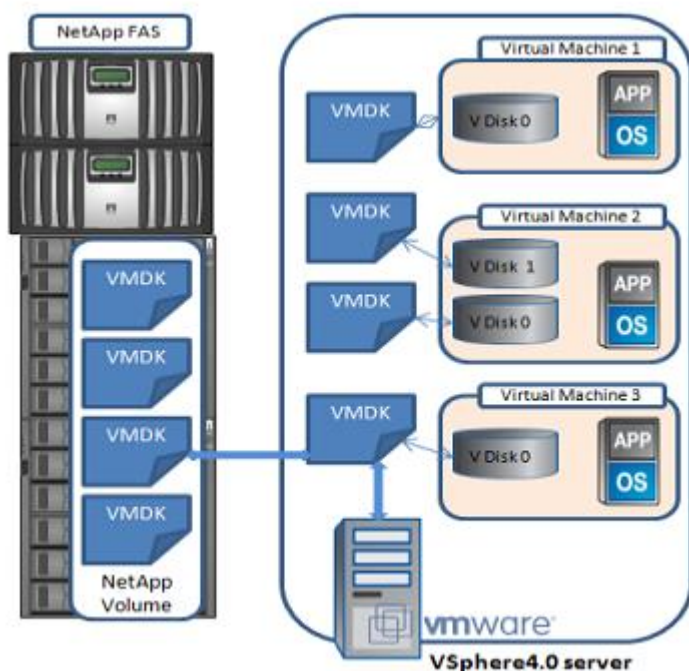 NetApp FAS
VMDK
VMDK
VMDK
VMDK
NetApp
Volume
Virtual Machine 1
VMDK
V Disk 0
APP
OS
Virtual Machine 2
VMDK
V Disk 1
VMDK
V Disk 0
APP
OS
Virtual Machine 3
VMDK
V Disk 0
APP
OS
vmware®
VSphere4.0 server